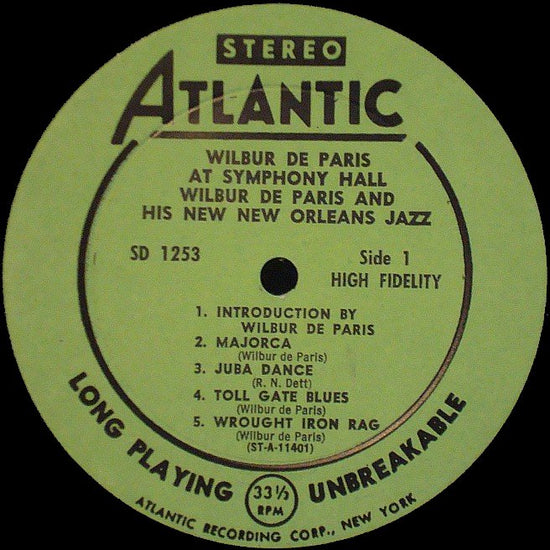 STEREO
ATLANTIC
WILBUR DE PARIS
AT SYMPHONY HALL
WILBUR DE PARIS AND
HIS NEW NEW ORLEANS JAZZ
SD 1253
Side 1
HIGH FIDELITY
1. INTRODUCTION BY
WILBUR DE PARIS
2. MAJORCA
(Wilbur de Paris)
3. JUBA DANCE
(R. N. Dett)
4. TOLL GATE BLUES
(Wilbur de Paris)
5. WROUGHT IRON RAG
(Wilbur de Paris)
(ST-A-11401)
LONG PLAYING 33⅓ RPM UNBREAKABLE
ATLANTIC RECORDING CORP., NEW YORK